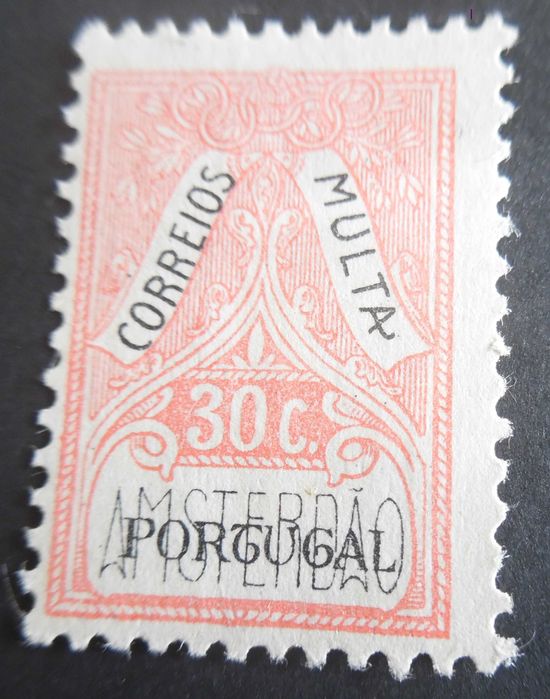 CORREIOS
MULTA
30 C.
AMSTERDÃO
PORTUGAL